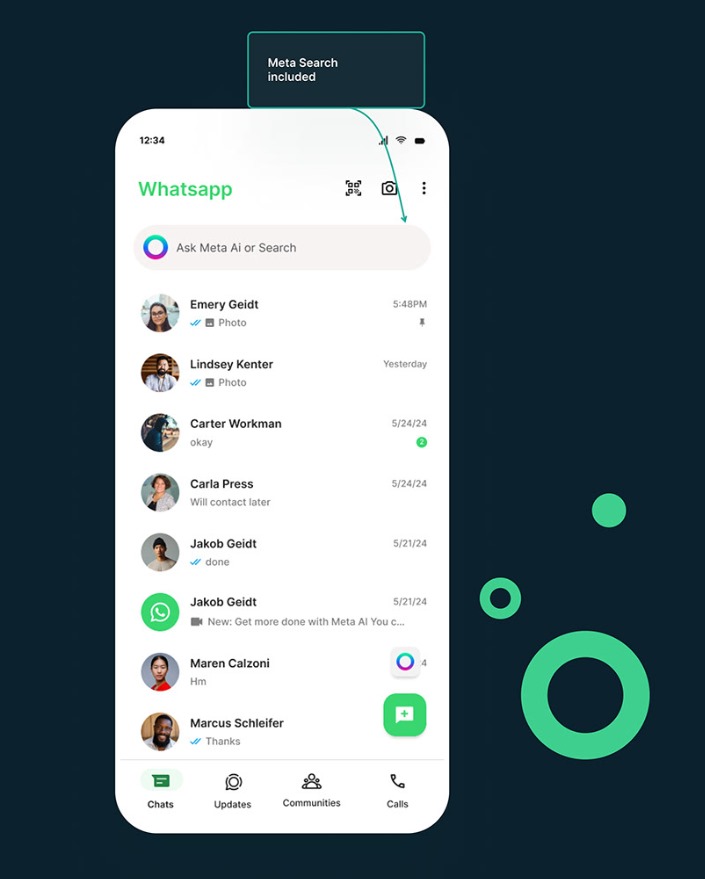 Meta Search
included
12:34
Whatsapp
Ask Meta Ai or Search
Emery Geidt
5:48PM
Photo
Lindsey Kenter
Yesterday
Photo
Carter Workman
5/24/24
okay
2
Carla Press
5/24/24
Will contact later
Jakob Geidt
5/21/24
done
Jakob Geidt
5/21/24
New: Get more done with Meta AI You c...
Maren Calzoni
4
Hm
Marcus Schleifer
Thanks
Chats
Updates
Communities
Calls